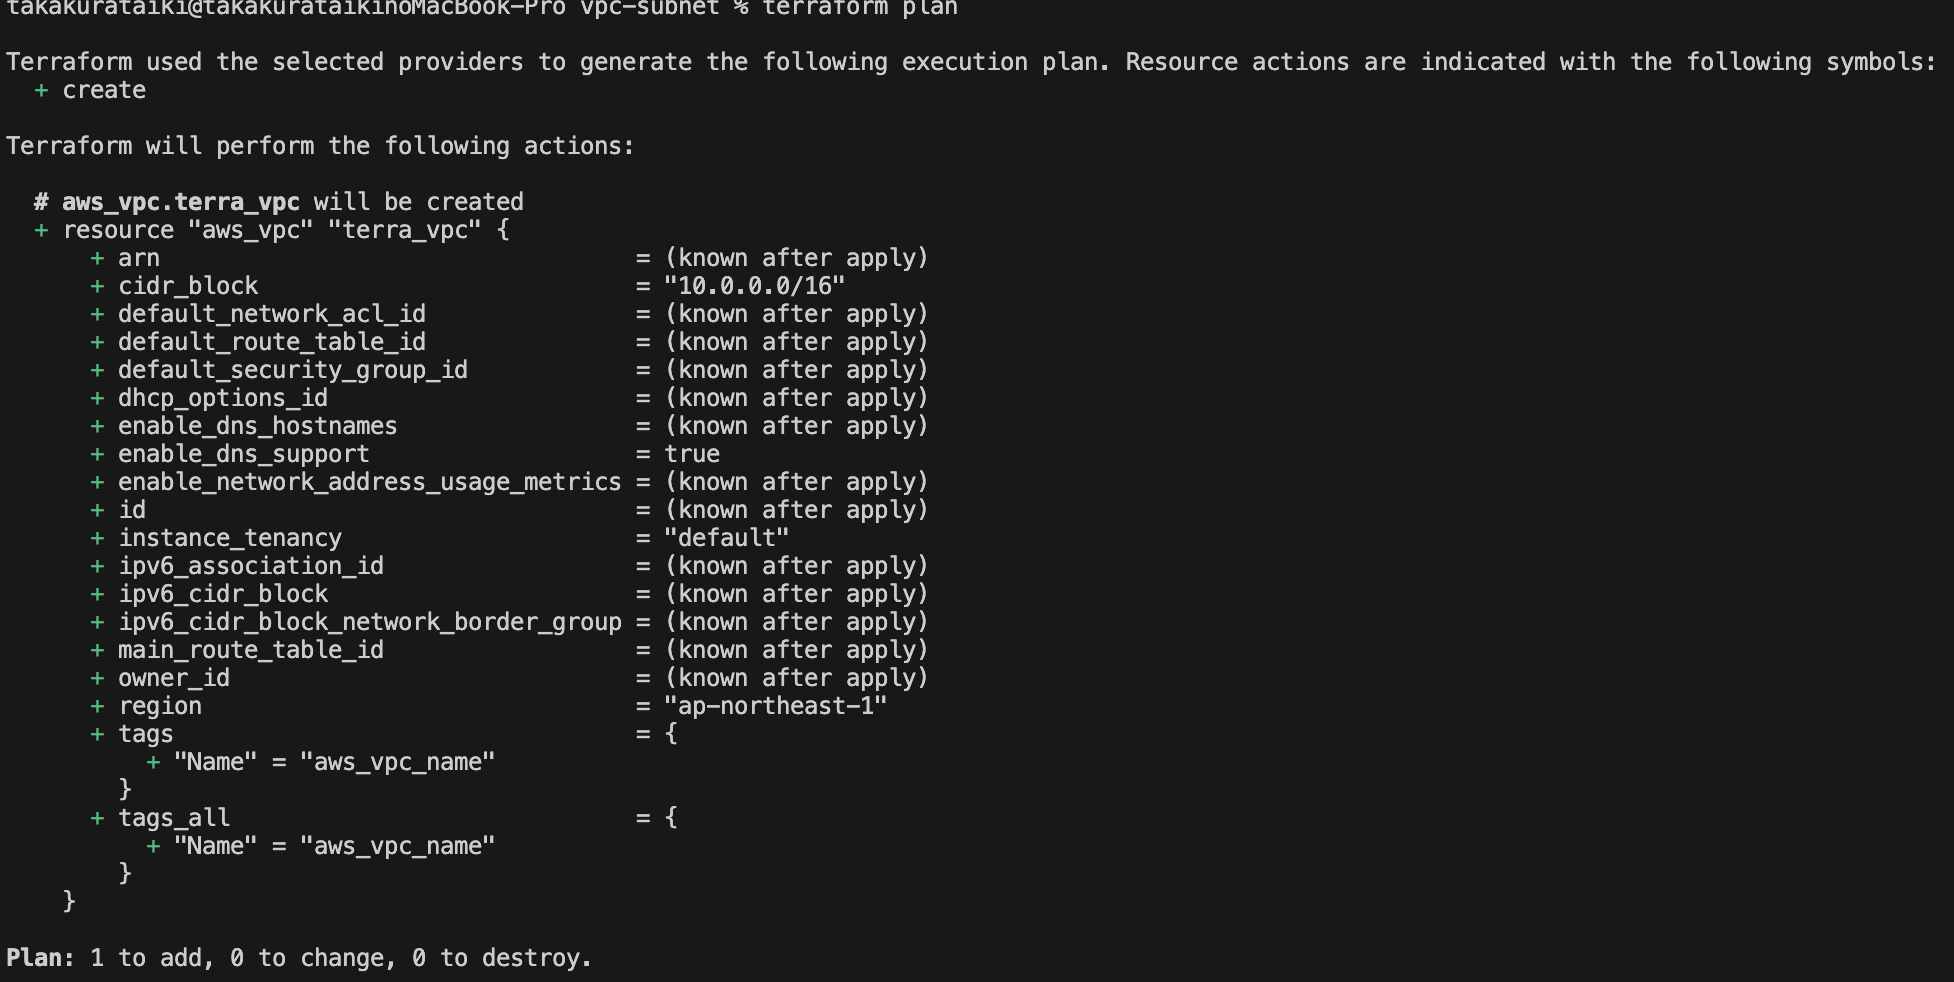 takakurataiki@takakurataikinoMacBook-Pro vpc-subnet % terraform plan
Terraform used the selected providers to generate the following execution plan. Resource actions are indicated with the following symbols:
  + create
Terraform will perform the following actions:
  # aws_vpc.terra_vpc will be created
  + resource "aws_vpc" "terra_vpc" {
      + arn                                  = (known after apply)
      + cidr_block                           = "10.0.0.0/16"
      + default_network_acl_id               = (known after apply)
      + default_route_table_id               = (known after apply)
      + default_security_group_id            = (known after apply)
      + dhcp_options_id                      = (known after apply)
      + enable_dns_hostnames                 = (known after apply)
      + enable_dns_support                   = true
      + enable_network_address_usage_metrics = (known after apply)
      + id                                   = (known after apply)
      + instance_tenancy                     = "default"
      + ipv6_association_id                  = (known after apply)
      + ipv6_cidr_block                      = (known after apply)
      + ipv6_cidr_block_network_border_group = (known after apply)
      + main_route_table_id                  = (known after apply)
      + owner_id                             = (known after apply)
      + region                               = "ap-northeast-1"
      + tags                                 = {
          + "Name" = "aws_vpc_name"
        }
      + tags_all                             = {
          + "Name" = "aws_vpc_name"
        }
    }
Plan: 1 to add, 0 to change, 0 to destroy.